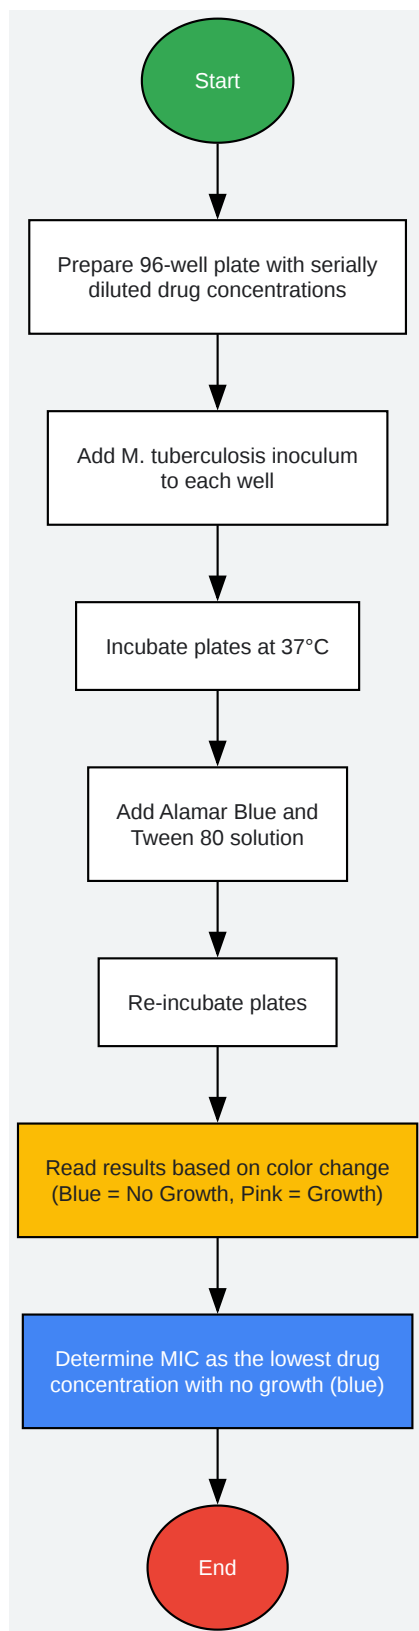 Start
Prepare 96-well plate with serially
diluted drug concentrations
Add M. tuberculosis inoculum
to each well
Incubate plates at 37°C
Add Alamar Blue and
Tween 80 solution
Re-incubate plates
Read results based on color change
(Blue = No Growth, Pink = Growth)
Determine MIC as the lowest drug
concentration with no growth (blue)
End